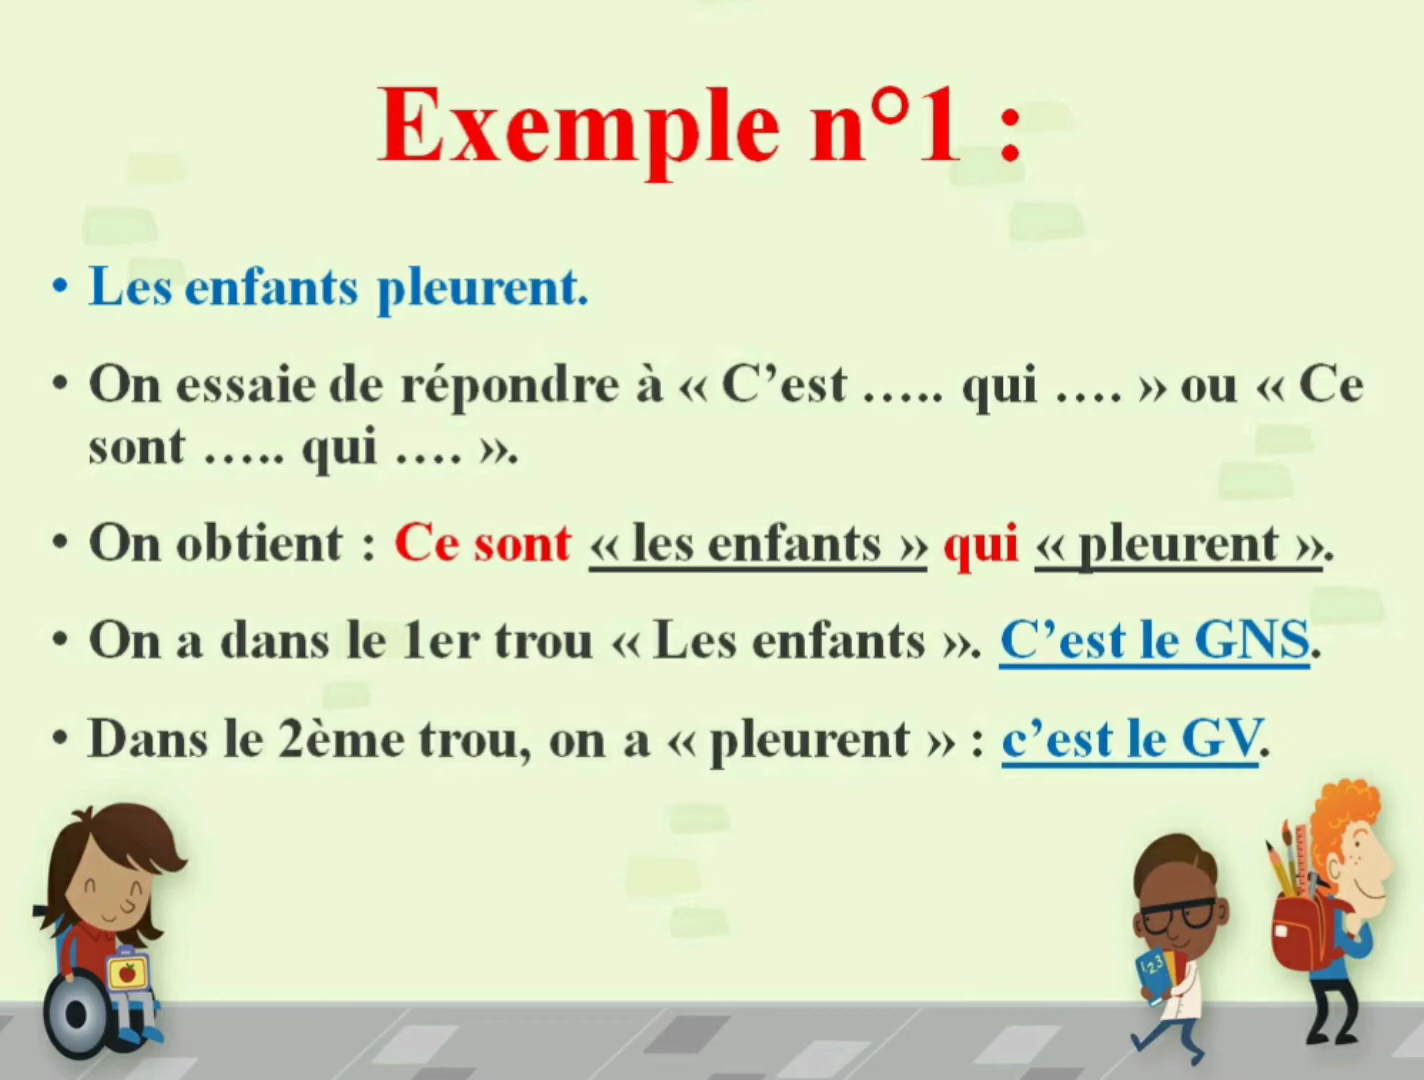 Exemple n°1 :
• Les enfants pleurent.
• On essaie de répondre à « C’est ….. qui …. » ou « Ce
sont ….. qui …. ».
• On obtient : Ce sont « les enfants » qui « pleurent ».
• On a dans le 1er trou « Les enfants ». C’est le GNS.
• Dans le 2ème trou, on a « pleurent » : c’est le GV.
123